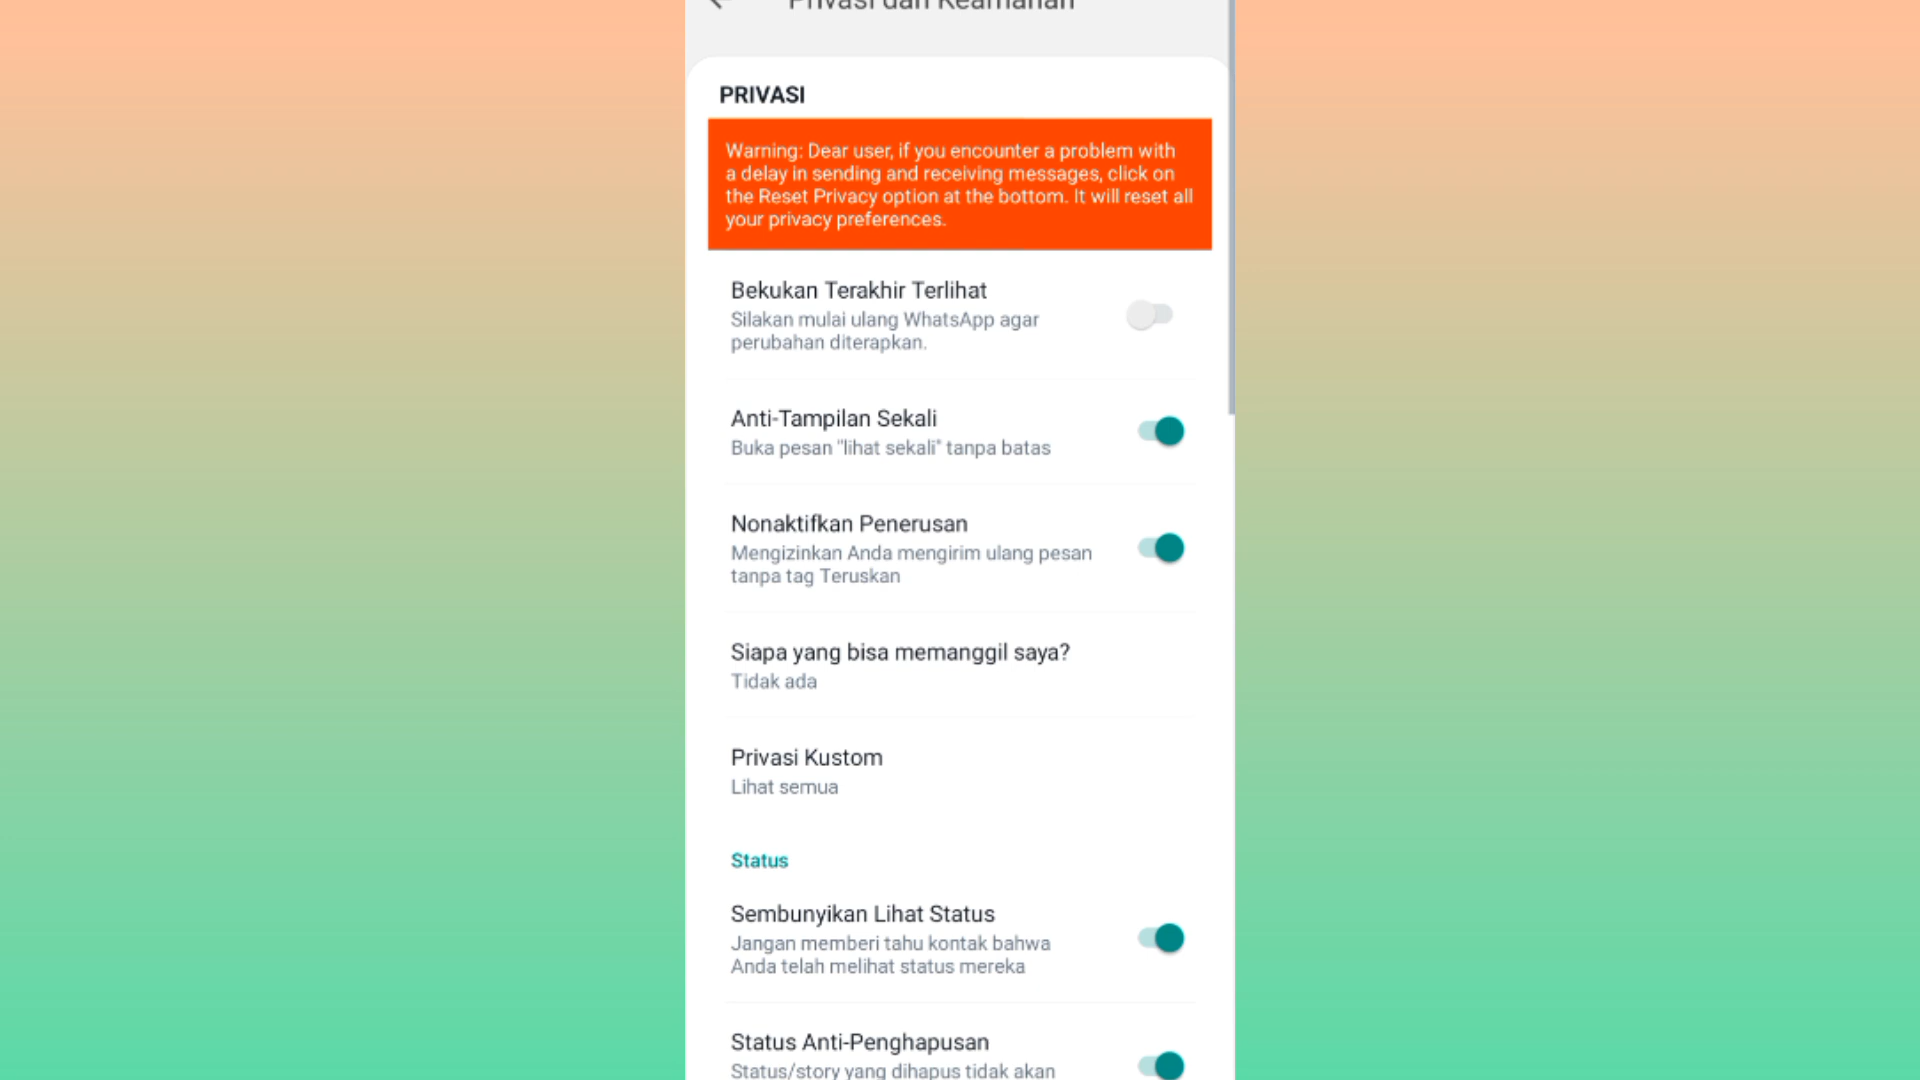 Privasi dan Keamanan
PRIVASI
Warning: Dear user, if you encounter a problem with
a delay in sending and receiving messages, click on
the Reset Privacy option at the bottom. It will reset all
your privacy preferences.
Bekukan Terakhir Terlihat
Silakan mulai ulang WhatsApp agar
perubahan diterapkan.
Anti-Tampilan Sekali
Buka pesan "lihat sekali" tanpa batas
Nonaktifkan Penerusan
Mengizinkan Anda mengirim ulang pesan
tanpa tag Teruskan
Siapa yang bisa memanggil saya?
Tidak ada
Privasi Kustom
Lihat semua
Status
Sembunyikan Lihat Status
Jangan memberi tahu kontak bahwa
Anda telah melihat status mereka
Status Anti-Penghapusan
Status/story yang dihapus tidak akan